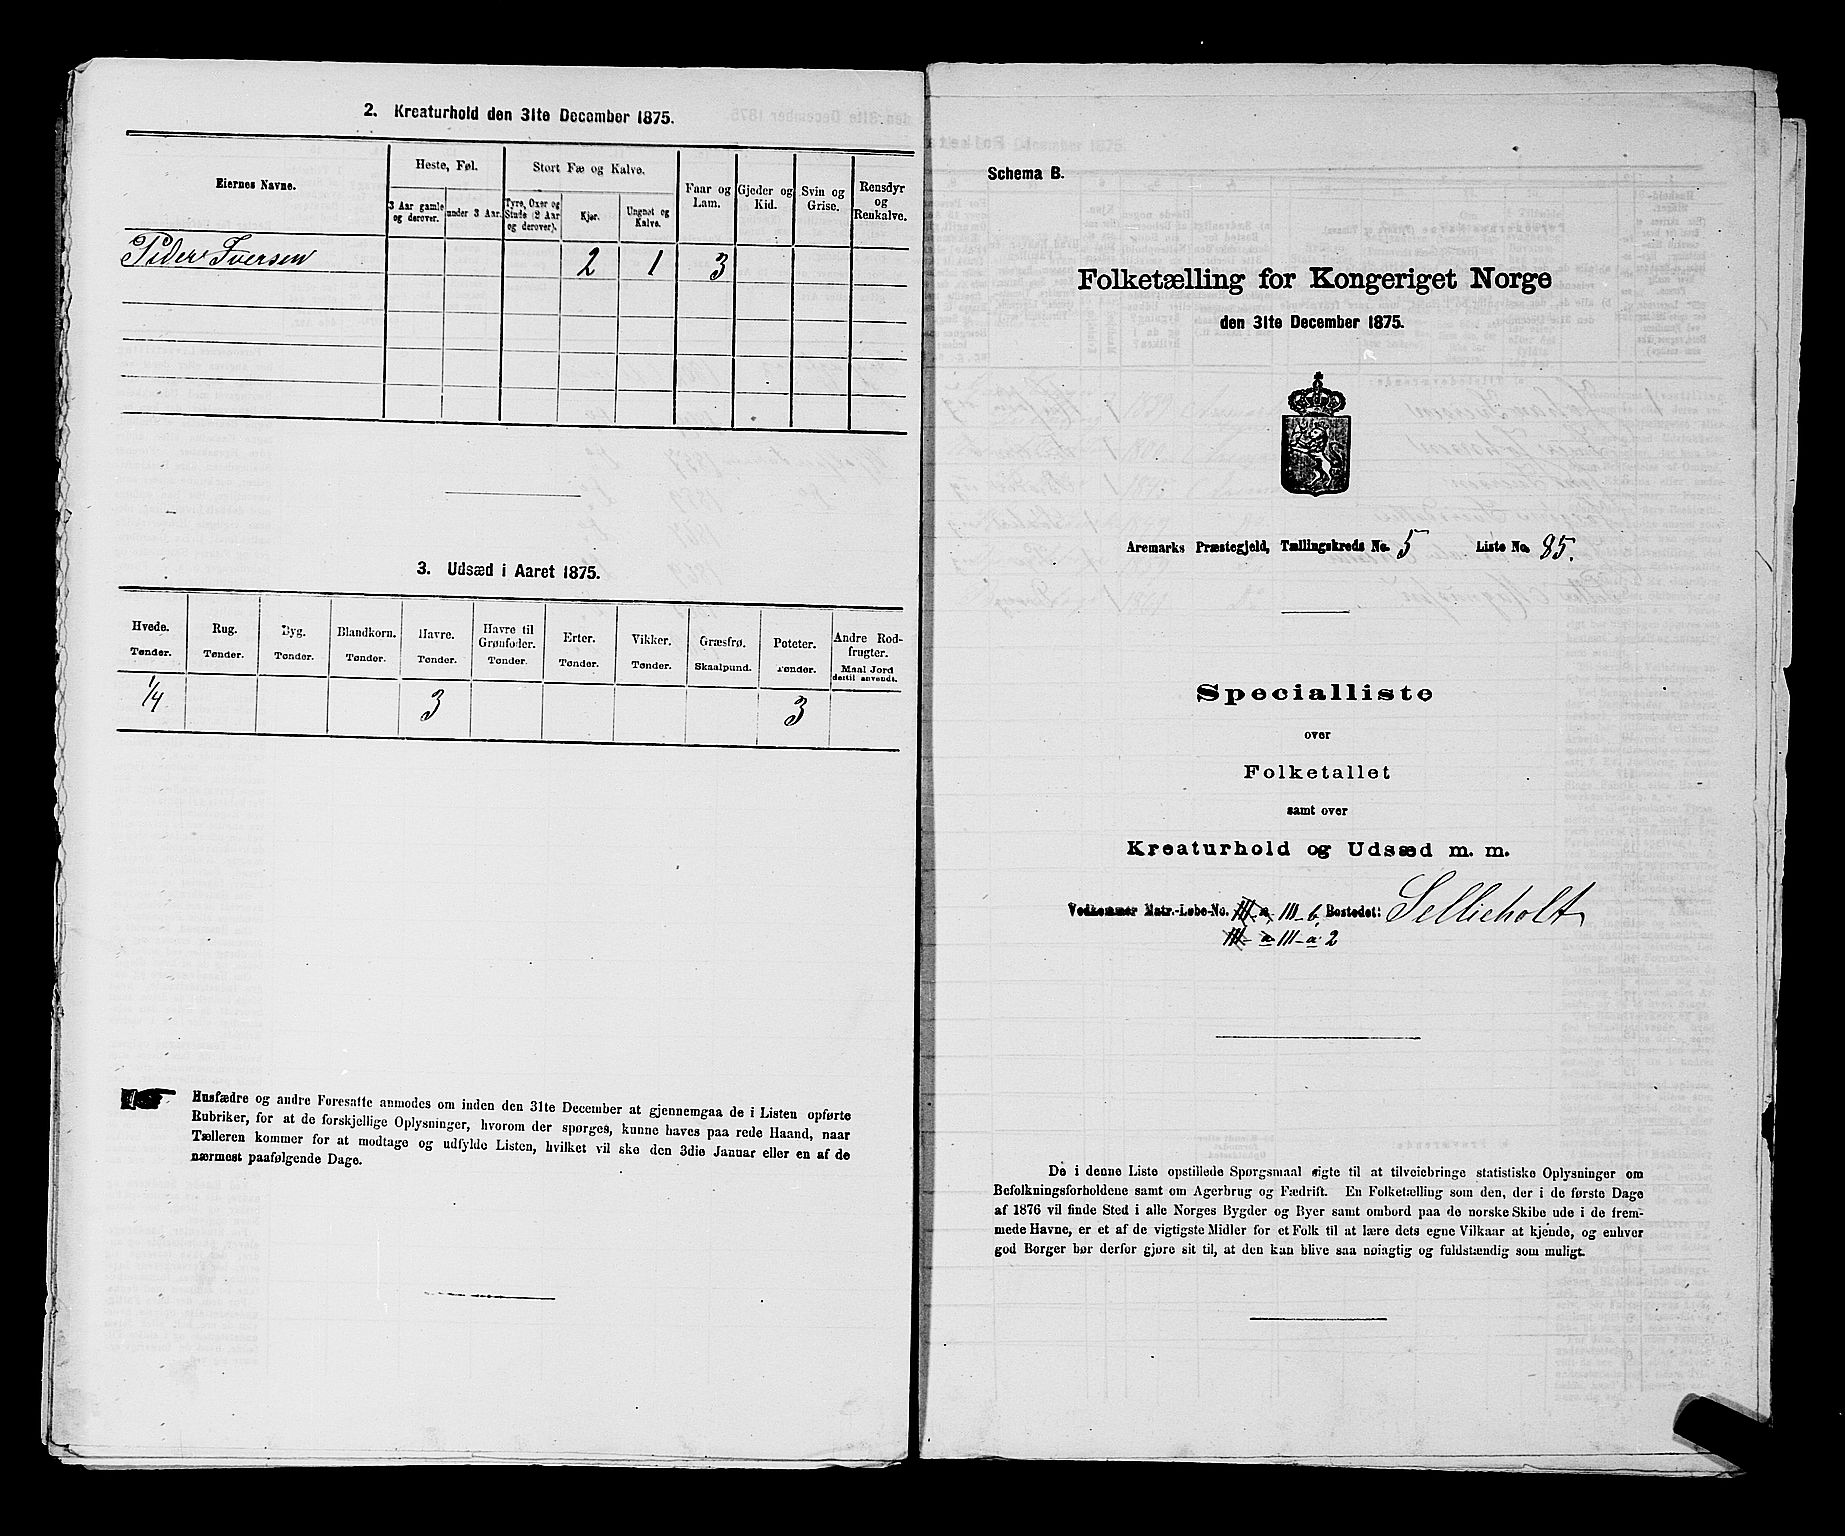 2. Kreaturhold den 31te December 1875.
Eiernes Navne.
Heste, Føl.
Stort Fæ og Kalve.
Faar og Lam.
Gjeder og Kid.
Svin og Grise.
Rensdyr og Renkalve.
3 Aar gamle og derover.
under 3 Aar.
Tyre, Oxer og Stude (2 Aar og derover).
Kjør.
Ungnøt og Kalve.
Peder Iversen 2 1 3
3. Udsæd i Aaret 1875.
Hvede. Rug. Byg. Blandkorn. Havre. Havre til Grønfoder. Erter. Vikker. Græsfrø. Poteter. Andre Rodfrugter.
Tønder. Tønder. Tønder. Tønder. Tønder. Tønder. Tønder. Tønder. Skaalpund. Tønder. Maal Jord dertil anvendt.
1/4 3 3
Husfædre og andre Foresatte anmodes om inden den 31te December at gjennemgaa de i Listen opførte
Rubriker, for at de forskjellige Oplysninger, hvorom der spørges, kunne haves paa rede Haand, naar
Tælleren kommer for at modtage og udfylde Listen, hvilket vil ske den 3die Januar eller en af de
nærmest paafølgende Dage.
Schema B.
Folketælling for Kongeriget Norge
den 31te December 1875.
Aremarks Præstegjeld, Tællingskreds No. 5 Liste No. 85.
Specialliste
over
Folketallet
samt over
Kreaturhold og Udsæd m. m.
Vedkommer Matr.-Løbe-No. III-b Bostedet: Sellieholt
III-a 2
De i denne Liste opstillede Spørgsmaal sigte til at tilveiebringe statistiske Oplysninger om
Befolkningsforholdene samt om Agerbrug og Fædrift. En Folketælling som den, der i de første Dage
af 1876 vil finde Sted i alle Norges Bygder og Byer samt ombord paa de norske Skibe ude i de frem-
mede Havne, er et af de vigtigste Midler for et Folk til at lære dets egne Vilkaar at kjende, og enhver
god Borger bør derfor gjøre sit til, at den kan blive saa nøiagtig og fuldstændig som muligt.